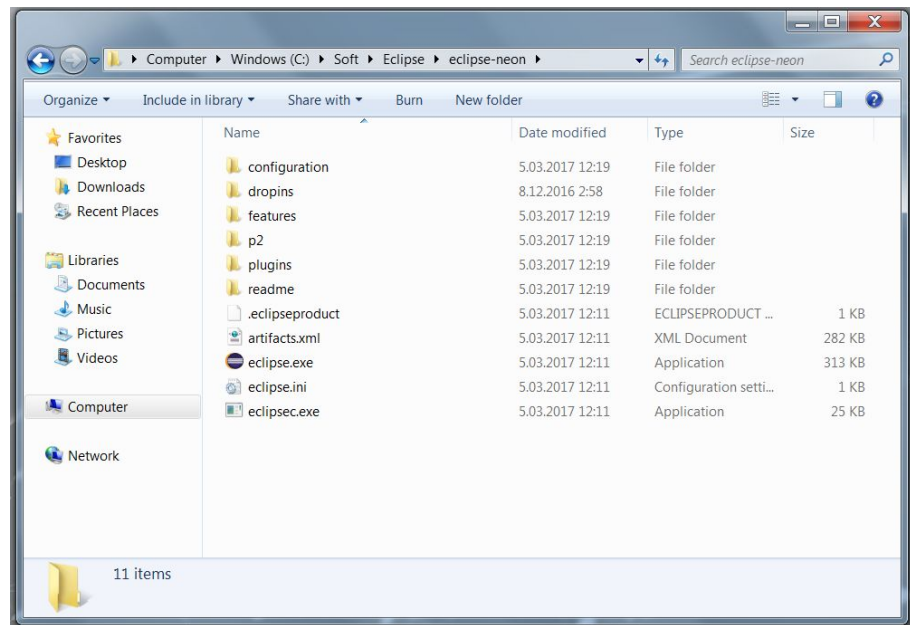 Computer Windows (C:) Soft Eclipse eclipse-neon
Search eclipse-neon
Organize Include in library Share with Burn New folder
Favorites
Desktop
Downloads
Recent Places
Libraries
Documents
Music
Pictures
Videos
Computer
Network
Name Date modified Type Size
configuration 5.03.2017 12:19 File folder
dropins 8.12.2016 2:58 File folder
features 5.03.2017 12:19 File folder
p2 5.03.2017 12:19 File folder
plugins 5.03.2017 12:19 File folder
readme 5.03.2017 12:19 File folder
.eclipseproduct 5.03.2017 12:11 ECLIPSEPRODUCT ... 1 KB
artifacts.xml 5.03.2017 12:11 XML Document 282 KB
eclipse.exe 5.03.2017 12:11 Application 313 KB
eclipse.ini 5.03.2017 12:11 Configuration setti... 1 KB
eclipsec.exe 5.03.2017 12:11 Application 25 KB
11 items